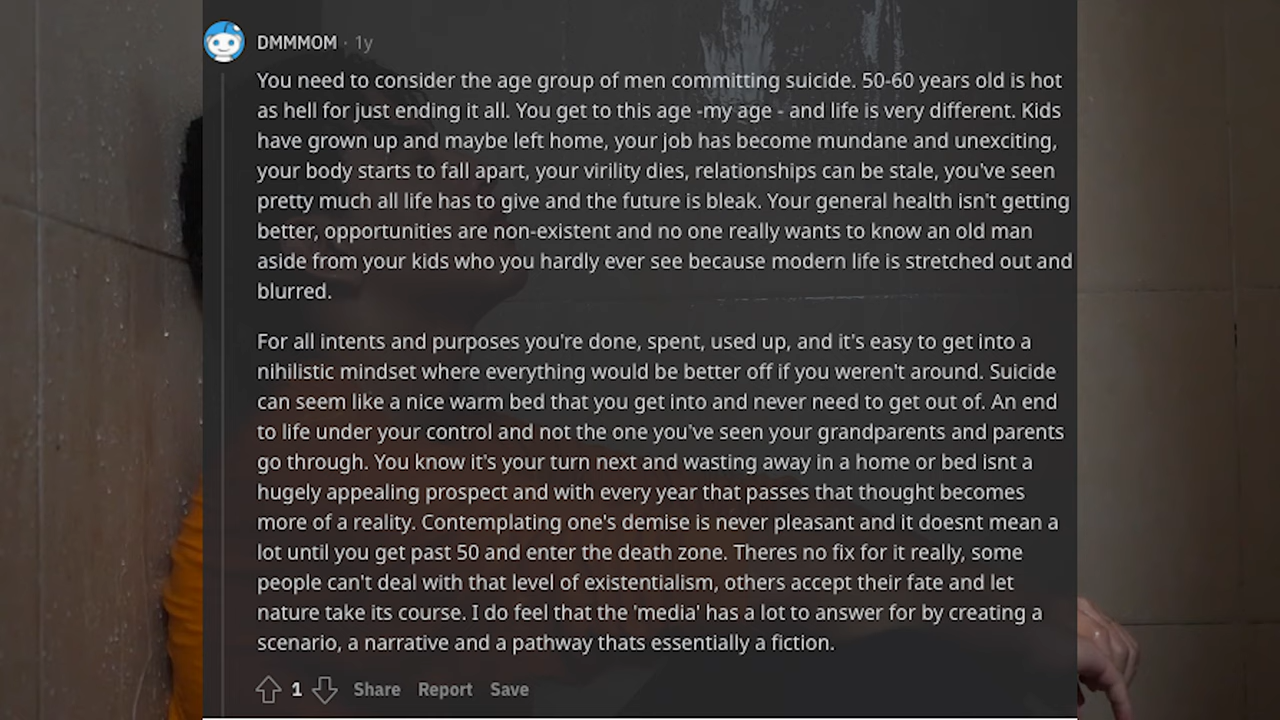 DMMMOM · 1y
You need to consider the age group of men committing suicide. 50-60 years old is hot
as hell for just ending it all. You get to this age -my age - and life is very different. Kids
have grown up and maybe left home, your job has become mundane and unexciting,
your body starts to fall apart, your virility dies, relationships can be stale, you've seen
pretty much all life has to give and the future is bleak. Your general health isn't getting
better, opportunities are non-existent and no one really wants to know an old man
aside from your kids who you hardly ever see because modern life is stretched out and
blurred.
For all intents and purposes you're done, spent, used up, and it's easy to get into a
nihilistic mindset where everything would be better off if you weren't around. Suicide
can seem like a nice warm bed that you get into and never need to get out of. An end
to life under your control and not the one you've seen your grandparents and parents
go through. You know it's your turn next and wasting away in a home or bed isnt a
hugely appealing prospect and with every year that passes that thought becomes
more of a reality. Contemplating one's demise is never pleasant and it doesnt mean a
lot until you get past 50 and enter the death zone. Theres no fix for it really, some
people can't deal with that level of existentialism, others accept their fate and let
nature take its course. I do feel that the 'media' has a lot to answer for by creating a
scenario, a narrative and a pathway thats essentially a fiction.
1 Share Report Save